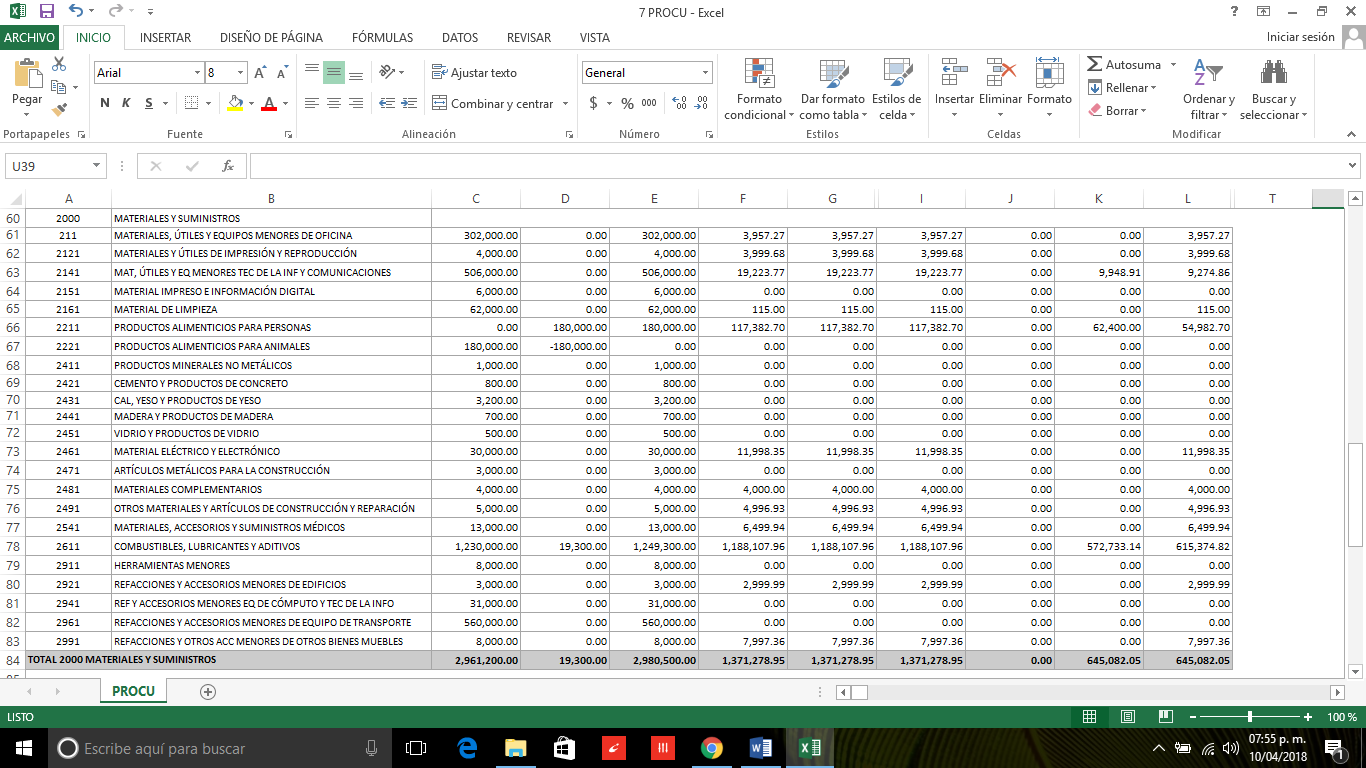 7 PROCU - Excel
ARCHIVO INICIO INSERTAR DISEÑO DE PÁGINA FÓRMULAS DATOS REVISAR VISTA Iniciar sesión
Arial 8 Ajustar texto General Autosuma
Pegar Rellenar
N K S Combinar y centrar $ % 000 Formato condicional Dar formato como tabla Estilos de celda Insertar Eliminar Formato Borrar Ordenar y filtrar Buscar y seleccionar
Portapapeles Fuente Alineación Número Estilos Celdas Modificar
U39 fx
A B C D E F G I J K L T
60 2000 MATERIALES Y SUMINISTROS
61 211 MATERIALES, ÚTILES Y EQUIPOS MENORES DE OFICINA 302,000.00 0.00 302,000.00 3,957.27 3,957.27 3,957.27 0.00 0.00 3,957.27
62 2121 MATERIALES Y ÚTILES DE IMPRESIÓN Y REPRODUCCIÓN 4,000.00 0.00 4,000.00 3,999.68 3,999.68 3,999.68 0.00 0.00 3,999.68
63 2141 MAT, ÚTILES Y EQ MENORES TEC DE LA INF Y COMUNICACIONES 506,000.00 0.00 506,000.00 19,223.77 19,223.77 19,223.77 0.00 9,948.91 9,274.86
64 2151 MATERIAL IMPRESO E INFORMACIÓN DIGITAL 6,000.00 0.00 6,000.00 0.00 0.00 0.00 0.00 0.00 0.00
65 2161 MATERIAL DE LIMPIEZA 62,000.00 0.00 62,000.00 115.00 115.00 115.00 0.00 0.00 115.00
66 2211 PRODUCTOS ALIMENTICIOS PARA PERSONAS 0.00 180,000.00 180,000.00 117,382.70 117,382.70 117,382.70 0.00 62,400.00 54,982.70
67 2221 PRODUCTOS ALIMENTICIOS PARA ANIMALES 180,000.00 -180,000.00 0.00 0.00 0.00 0.00 0.00 0.00 0.00
68 2411 PRODUCTOS MINERALES NO METÁLICOS 1,000.00 0.00 1,000.00 0.00 0.00 0.00 0.00 0.00 0.00
69 2421 CEMENTO Y PRODUCTOS DE CONCRETO 800.00 0.00 800.00 0.00 0.00 0.00 0.00 0.00 0.00
70 2431 CAL, YESO Y PRODUCTOS DE YESO 3,200.00 0.00 3,200.00 0.00 0.00 0.00 0.00 0.00 0.00
71 2441 MADERA Y PRODUCTOS DE MADERA 700.00 0.00 700.00 0.00 0.00 0.00 0.00 0.00 0.00
72 2451 VIDRIO Y PRODUCTOS DE VIDRIO 500.00 0.00 500.00 0.00 0.00 0.00 0.00 0.00 0.00
73 2461 MATERIAL ELÉCTRICO Y ELECTRÓNICO 30,000.00 0.00 30,000.00 11,998.35 11,998.35 11,998.35 0.00 0.00 11,998.35
74 2471 ARTÍCULOS METÁLICOS PARA LA CONSTRUCCIÓN 3,000.00 0.00 3,000.00 0.00 0.00 0.00 0.00 0.00 0.00
75 2481 MATERIALES COMPLEMENTARIOS 4,000.00 0.00 4,000.00 4,000.00 4,000.00 4,000.00 0.00 0.00 4,000.00
76 2491 OTROS MATERIALES Y ARTÍCULOS DE CONSTRUCCIÓN Y REPARACIÓN 5,000.00 0.00 5,000.00 4,996.93 4,996.93 4,996.93 0.00 0.00 4,996.93
77 2541 MATERIALES, ACCESORIOS Y SUMINISTROS MÉDICOS 13,000.00 0.00 13,000.00 6,499.94 6,499.94 6,499.94 0.00 0.00 6,499.94
78 2611 COMBUSTIBLES, LUBRICANTES Y ADITIVOS 1,230,000.00 19,300.00 1,249,300.00 1,188,107.96 1,188,107.96 1,188,107.96 0.00 572,733.14 615,374.82
79 2911 HERRAMIENTAS MENORES 8,000.00 0.00 8,000.00 0.00 0.00 0.00 0.00 0.00 0.00
80 2921 REFACCIONES Y ACCESORIOS MENORES DE EDIFICIOS 3,000.00 0.00 3,000.00 2,999.99 2,999.99 2,999.99 0.00 0.00 2,999.99
81 2941 REF Y ACCESORIOS MENORES EQ DE CÓMPUTO Y TEC DE LA INFO 31,000.00 0.00 31,000.00 0.00 0.00 0.00 0.00 0.00 0.00
82 2961 REFACCIONES Y ACCESORIOS MENORES DE EQUIPO DE TRANSPORTE 560,000.00 0.00 560,000.00 0.00 0.00 0.00 0.00 0.00 0.00
83 2991 REFACCIONES Y OTROS ACC MENORES DE OTROS BIENES MUEBLES 8,000.00 0.00 8,000.00 7,997.36 7,997.36 7,997.36 0.00 0.00 7,997.36
84 TOTAL 2000 MATERIALES Y SUMINISTROS 2,961,200.00 19,300.00 2,980,500.00 1,371,278.95 1,371,278.95 1,371,278.95 0.00 645,082.05 645,082.05
PROCU
LISTO 100 %
Escribe aquí para buscar 07:55 p. m.
10/04/2018